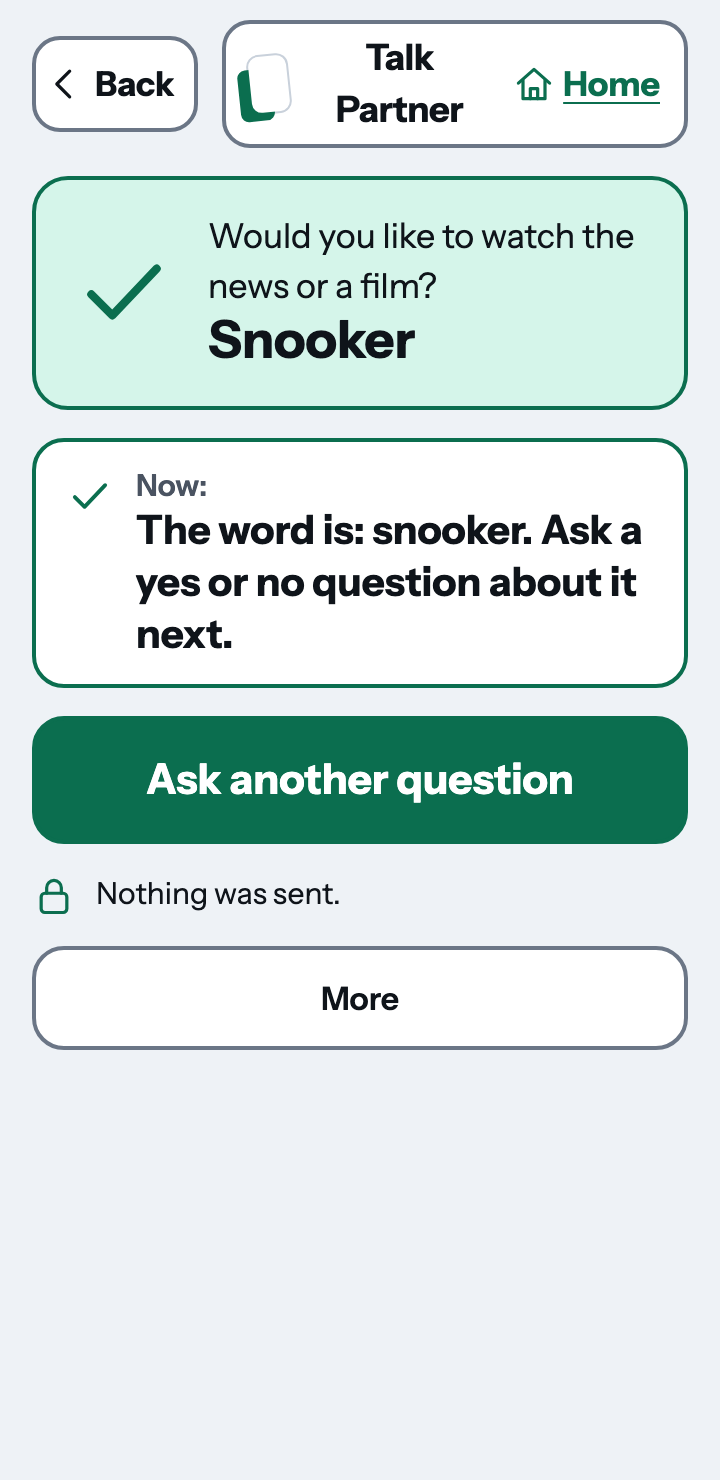 Back
Talk
Partner
Home
Would you like to watch the
news or a film?
Snooker
Now:
The word is: snooker. Ask a
yes or no question about it
next.
Ask another question
Nothing was sent.
More